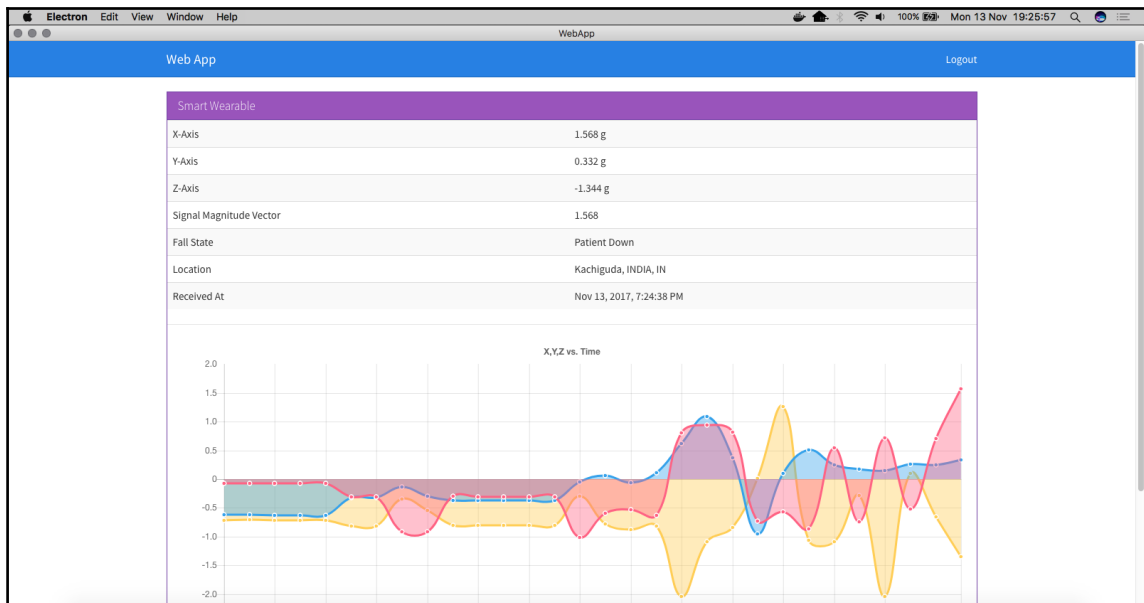 Electron Edit View Window Help 100% Mon 13 Nov 19:25:57
WebApp
Web App Logout
Smart Wearable
X-Axis 1.568 g
Y-Axis 0.332 g
Z-Axis -1.344 g
Signal Magnitude Vector 1.568
Fall State Patient Down
Location Kachiguda, INDIA, IN
Received At Nov 13, 2017, 7:24:38 PM
X,Y,Z vs. Time
2.0
1.5
1.0
0.5
0
-0.5
-1.0
-1.5
-2.0